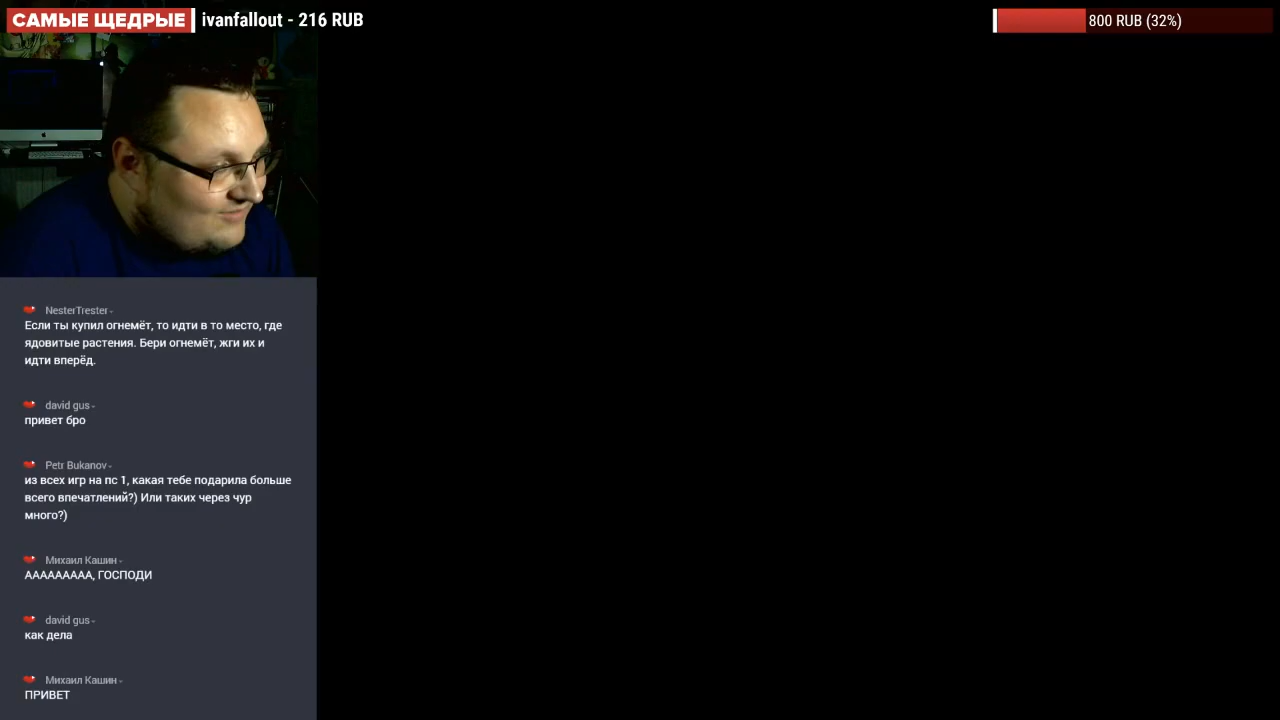 САМЫЕ ЩЕДРЫЕ ivanfallout - 216 RUB
800 RUB (32%)
NesterTrester
Если ты купил огнемёт, то идти в то место, где
ядовитые растения. Бери огнемёт, жги их и
идти вперёд.
david gus
привет бро
Petr Bukanov
из всех игр на пс 1, какая тебе подарила больше
всего впечатлений?) Или таких через чур
много?)
Михаил Кашин
ААААААААА, ГОСПОДИ
david gus
как дела
Михаил Кашин
ПРИВЕТ